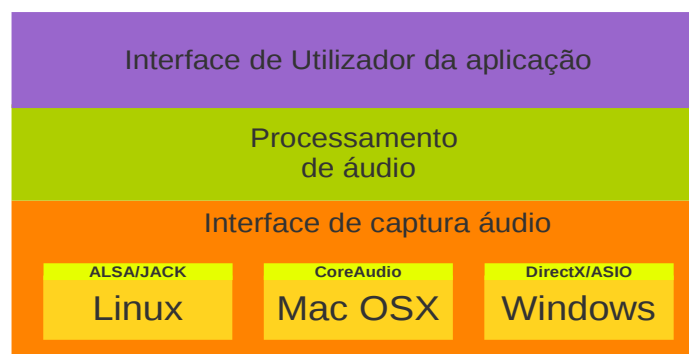 Interface de Utilizador da aplicação
Processamento
de áudio
Interface de captura áudio
ALSA/JACK
Linux
CoreAudio
Mac OSX
DirectX/ASIO
Windows